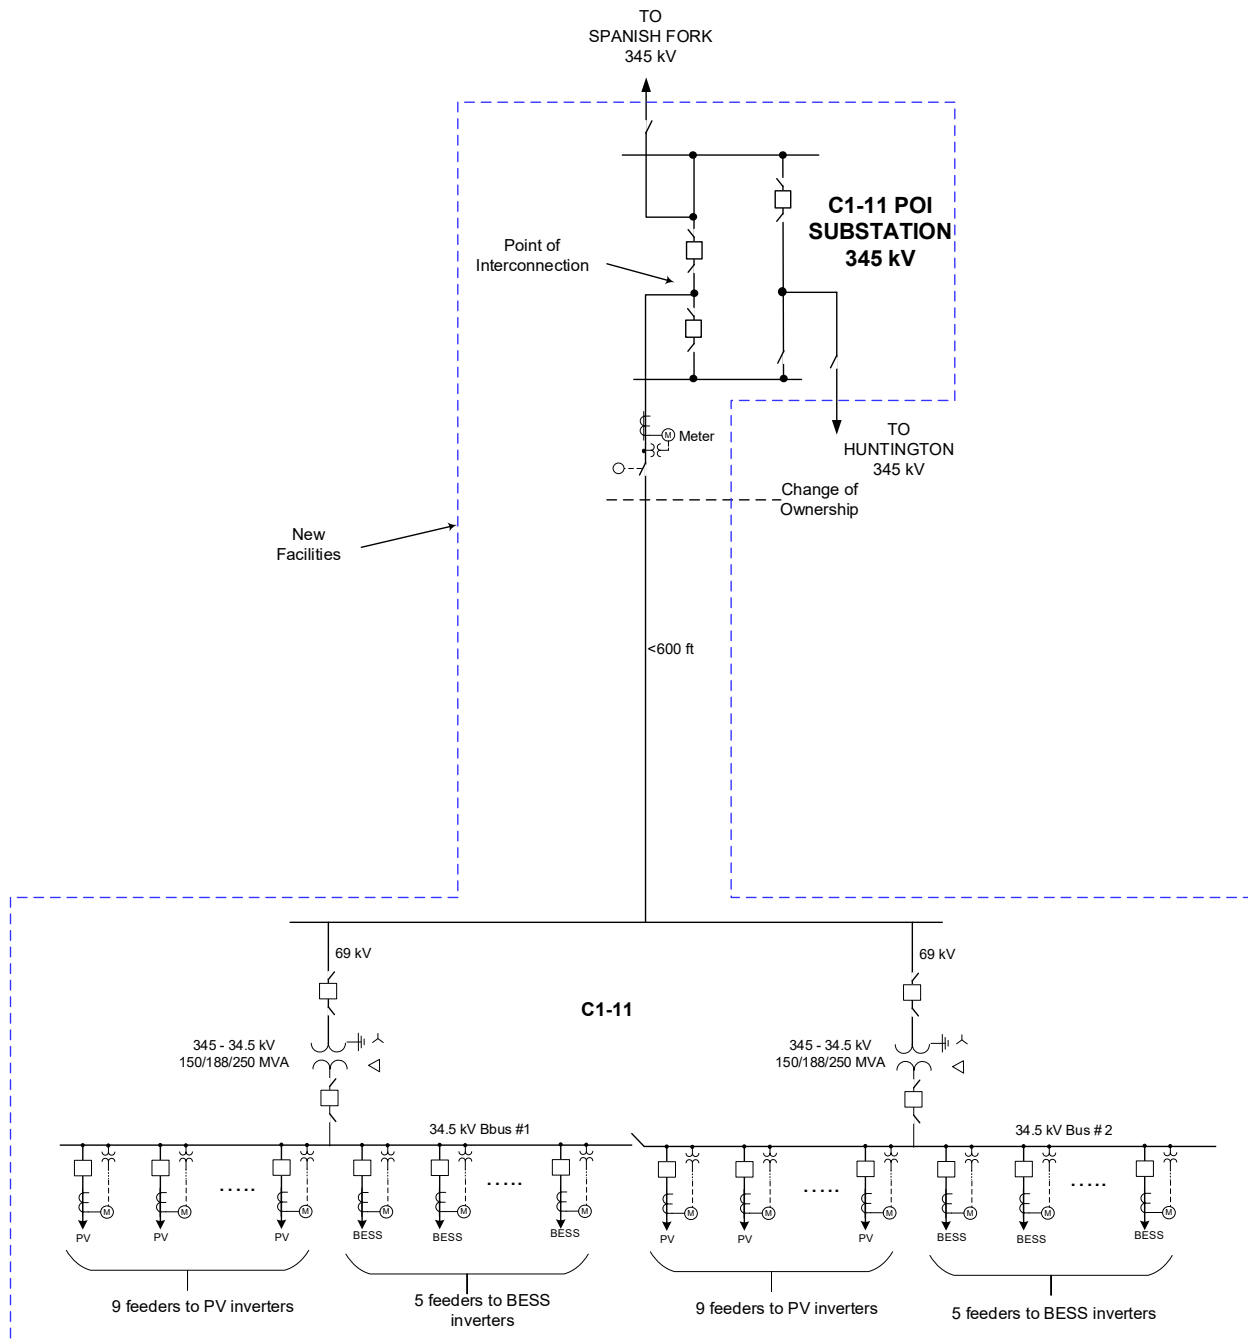 TO
SPANISH FORK
345 kV
C1-11 POI
SUBSTATION
345 kV
Point of
Interconnection
M
Meter
TO
HUNTINGTON
345 kV
Change of
Ownership
New
Facilities
<600 ft
69 kV
69 kV
C1-11
345 - 34.5 kV
150/188/250 MVA
345 - 34.5 kV
150/188/250 MVA
34.5 kV Bbus #1
34.5 kV Bus # 2
.....
.....
.....
.....
M
M
M
M
M
M
M
M
M
M
M
M
PV
PV
PV
BESS
BESS
BESS
PV
PV
PV
BESS
BESS
BESS
9 feeders to PV inverters
5 feeders to BESS
inverters
9 feeders to PV inverters
5 feeders to BESS inverters